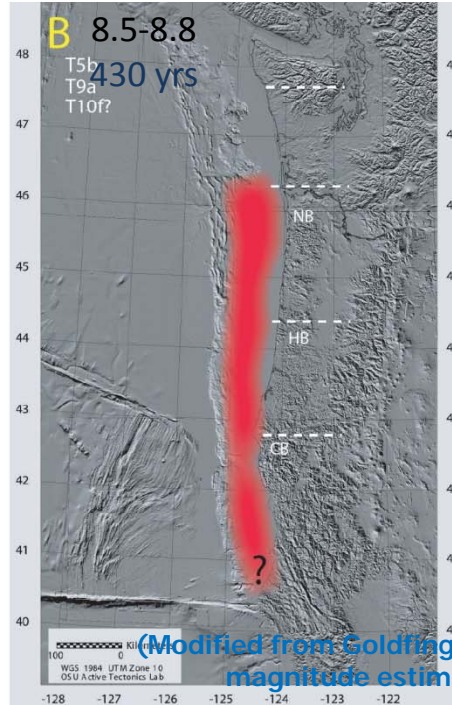 B 8.5-8.8
T5b 430 yrs
T9a
T10f?
48
47
46
NB
45
44
HB
43
CB
42
41
?
40
100 0 Kilometers
WGS 1984 UTM Zone 10
OSU Active Tectonics Lab
(Modified from Goldfing
magnitude estim
-128 -127 -126 -125 -124 -123 -122